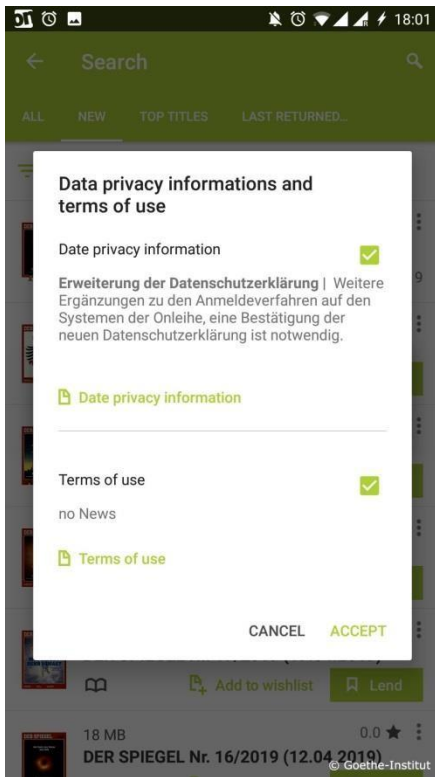 18:01
Search
ALL NEW TOP TITLES LAST RETURNED...
Data privacy informations and
terms of use
Date privacy information
9
Erweiterung der Datenschutzerklärung | Weitere
Ergänzungen zu den Anmeldeverfahren auf den
Systemen der Onleihe, eine Bestätigung der
neuen Datenschutzerklärung ist notwendig.
Date privacy information
Terms of use
no News
Terms of use
CANCEL ACCEPT
Add to wishlist Lend
18 MB 0.0
DER SPIEGEL Nr. 16/2019 (12.04.2019)
© Goethe-Institut